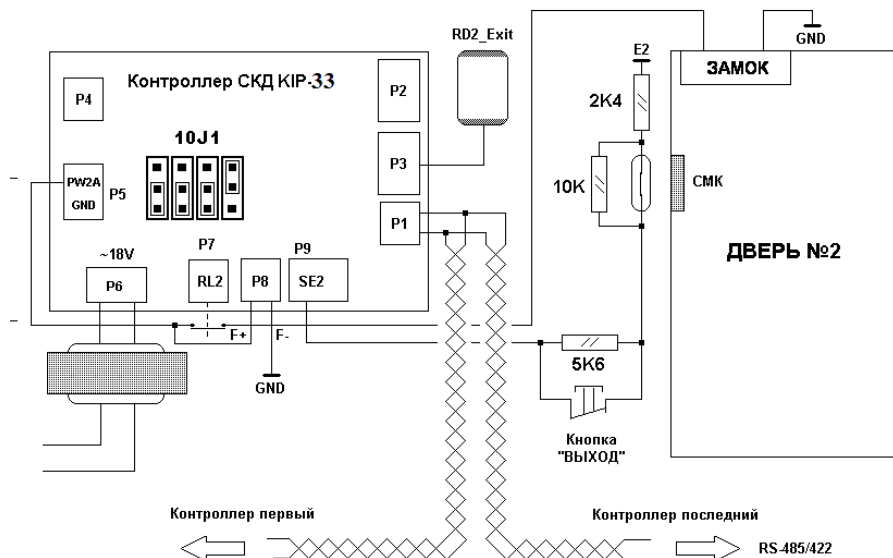 RD2_Exit
GND
E2
ЗАМОК
Контроллер СКД KIP-33
P4
P2
2K4
10J1
P3
10K
СМК
PW2A
GND
P5
P1
ДВЕРЬ №2
~18V
P7
P9
P6
RL2
P8
SE2
F+
F-
5K6
GND
Кнопка
"ВЫХОД"
Контроллер первый
Контроллер последний
RS-485/422